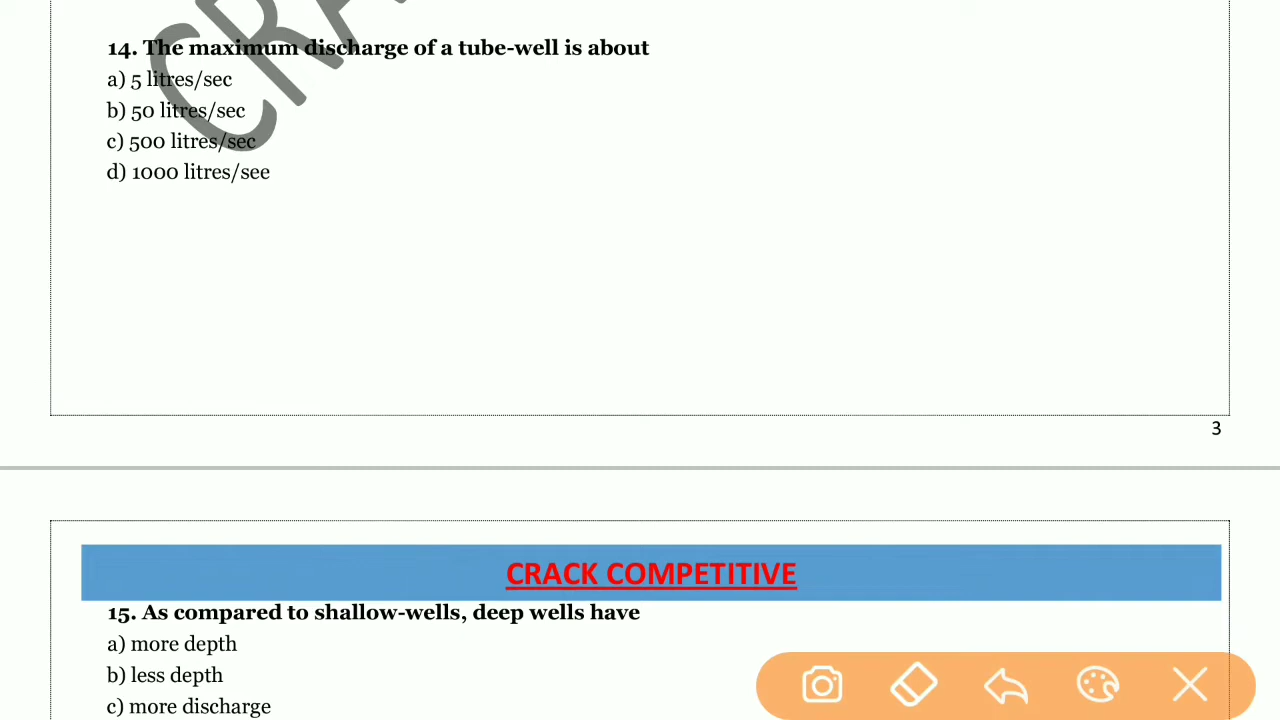 14. The maximum discharge of a tube-well is about
a) 5 litres/sec
b) 50 litres/sec
c) 500 litres/sec
d) 1000 litres/see
3
CRACK COMPETITIVE
15. As compared to shallow-wells, deep wells have
a) more depth
b) less depth
c) more discharge